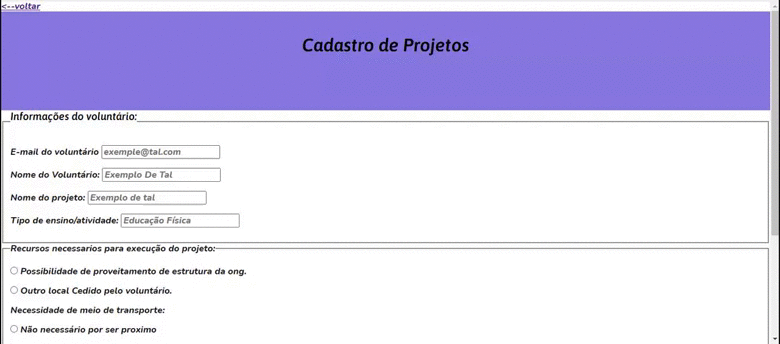 <--voltar
Cadastro de Projetos
Informações do voluntário:
E-mail do voluntário exemple@tal.com
Nome do Voluntário: Exemplo De Tal
Nome do projeto: Exemplo de tal
Tipo de ensino/atividade: Educação Física
Recursos necessarios para execução do projeto:
Possibilidade de proveitamento de estrutura da ong.
Outro local Cedido pelo voluntário.
Necessidade de meio de transporte:
Não necessário por ser proximo